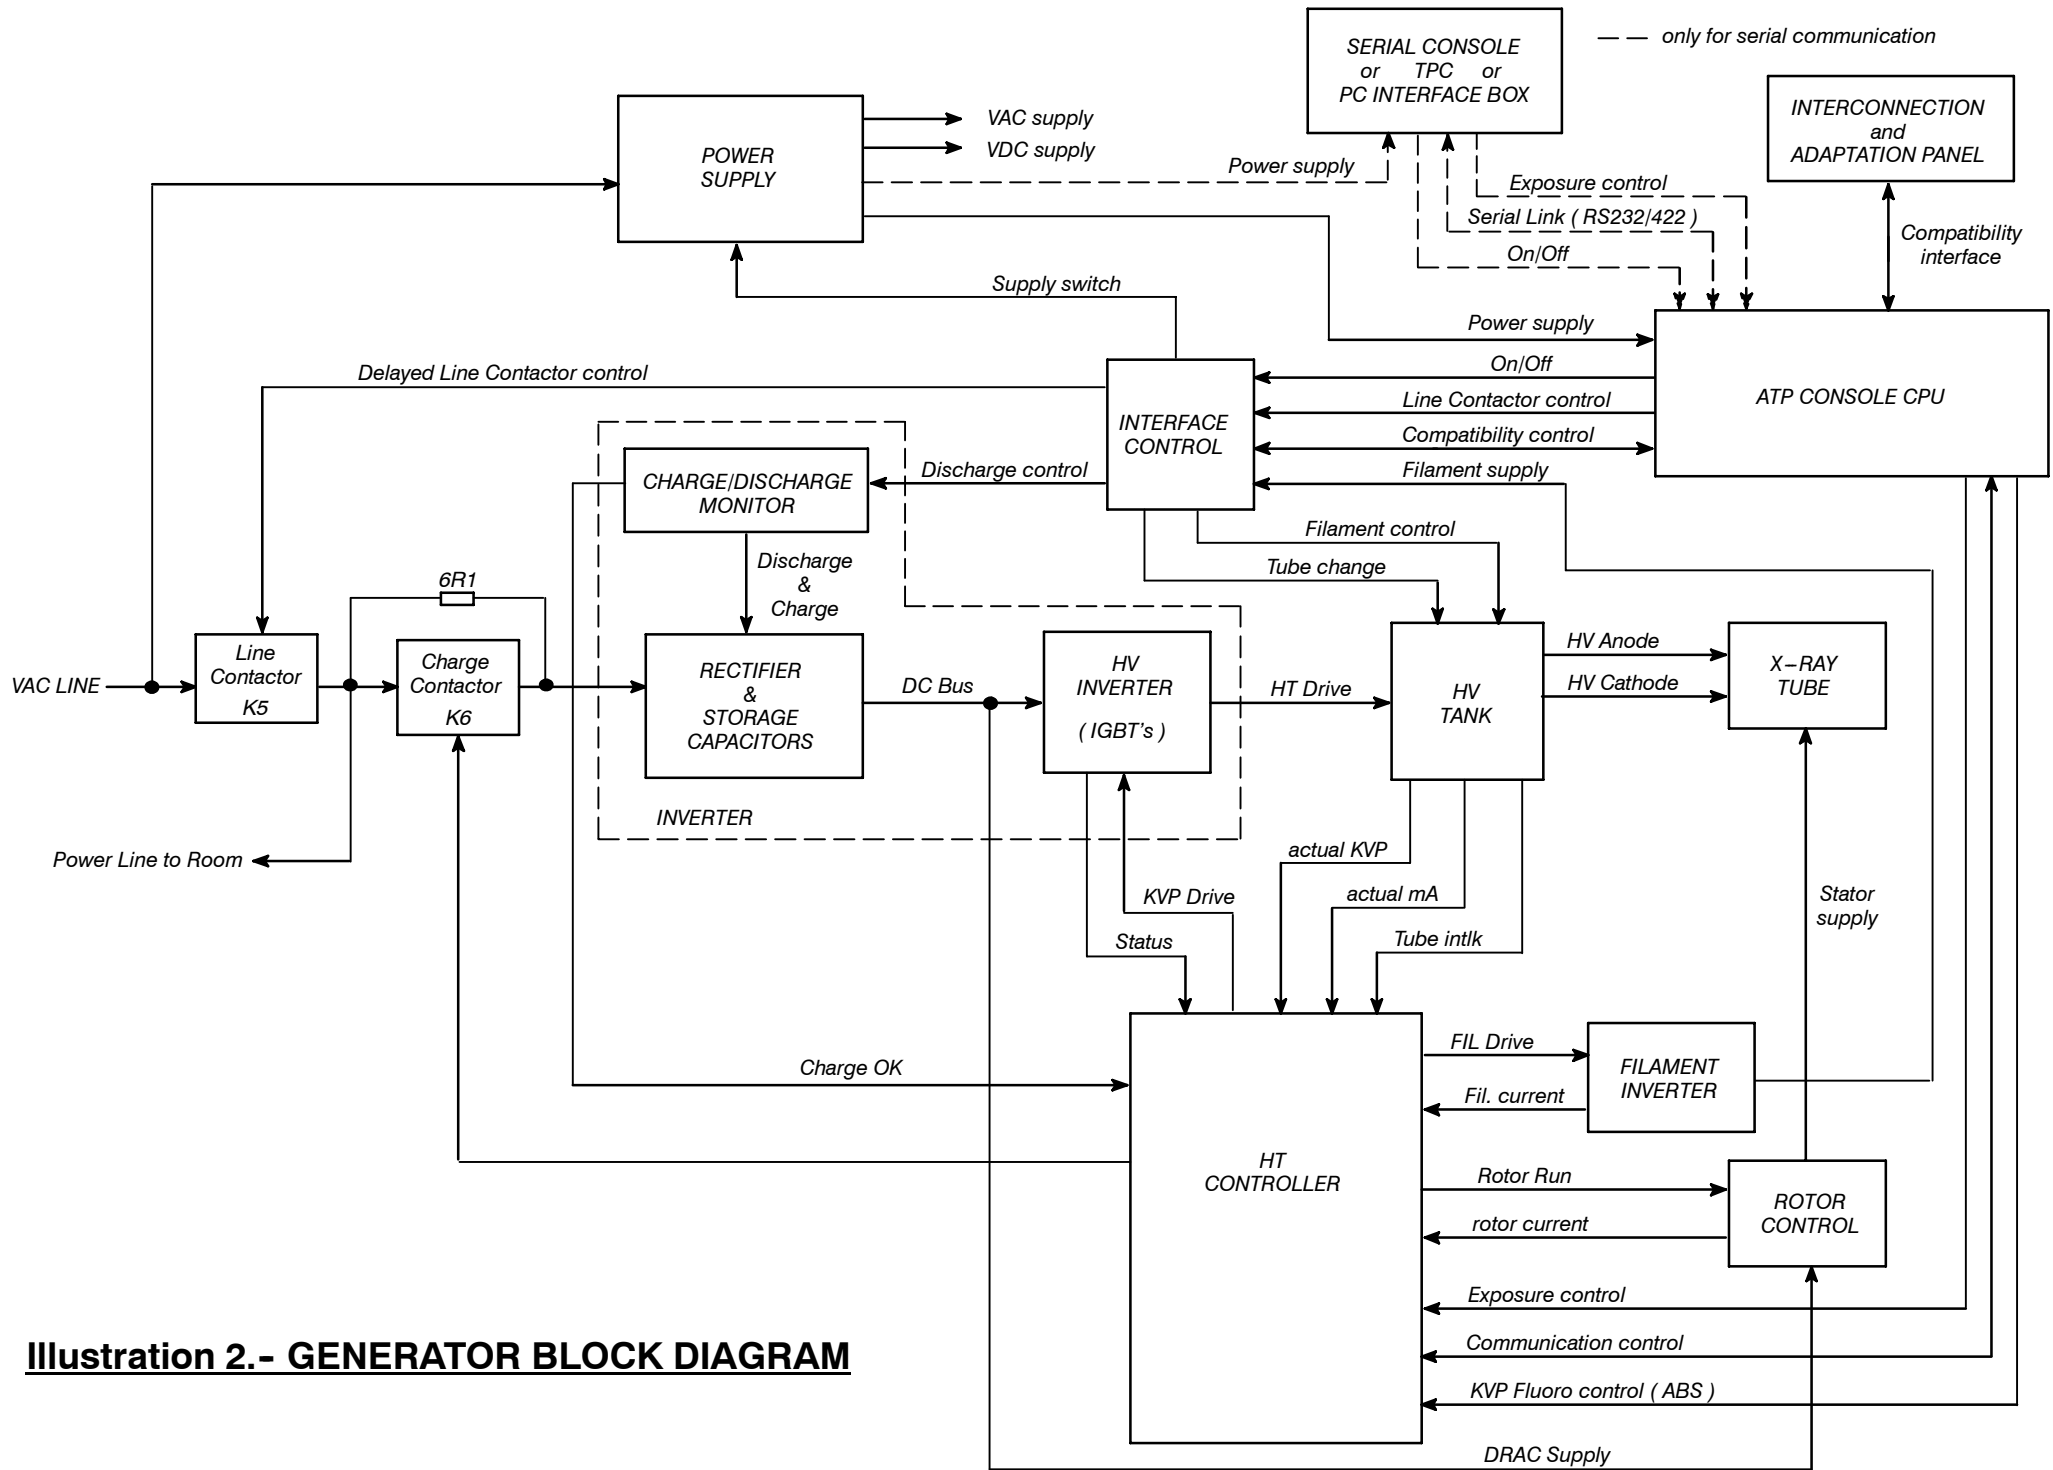 SERIAL CONSOLE
or TPC or
PC INTERFACE BOX
only for serial communication
INTERCONNECTION
and
ADAPTATION PANEL
POWER
SUPPLY
VAC supply
VDC supply
Power supply
Exposure control
Serial Link ( RS232/422 )
On/Off
Compatibility
interface
Supply switch
Power supply
Delayed Line Contactor control
On/Off
Line Contactor control
Compatibility control
Filament supply
ATP CONSOLE CPU
INTERFACE
CONTROL
CHARGE/DISCHARGE
MONITOR
Discharge control
Filament control
Tube change
Discharge
&
Charge
6R1
VAC LINE
Line
Contactor
K5
Charge
Contactor
K6
RECTIFIER
&
STORAGE
CAPACITORS
DC Bus
HV
INVERTER
( IGBT's )
HT Drive
HV
TANK
HV Anode
HV Cathode
X-RAY
TUBE
INVERTER
Power Line to Room
actual KVP
KVP Drive
actual mA
Status
Tube intlk
Stator
supply
Charge OK
FIL Drive
Fil. current
FILAMENT
INVERTER
HT
CONTROLLER
Rotor Run
rotor current
ROTOR
CONTROL
Exposure control
Communication control
KVP Fluoro control ( ABS )
DRAC Supply
Illustration 2.- GENERATOR BLOCK DIAGRAM